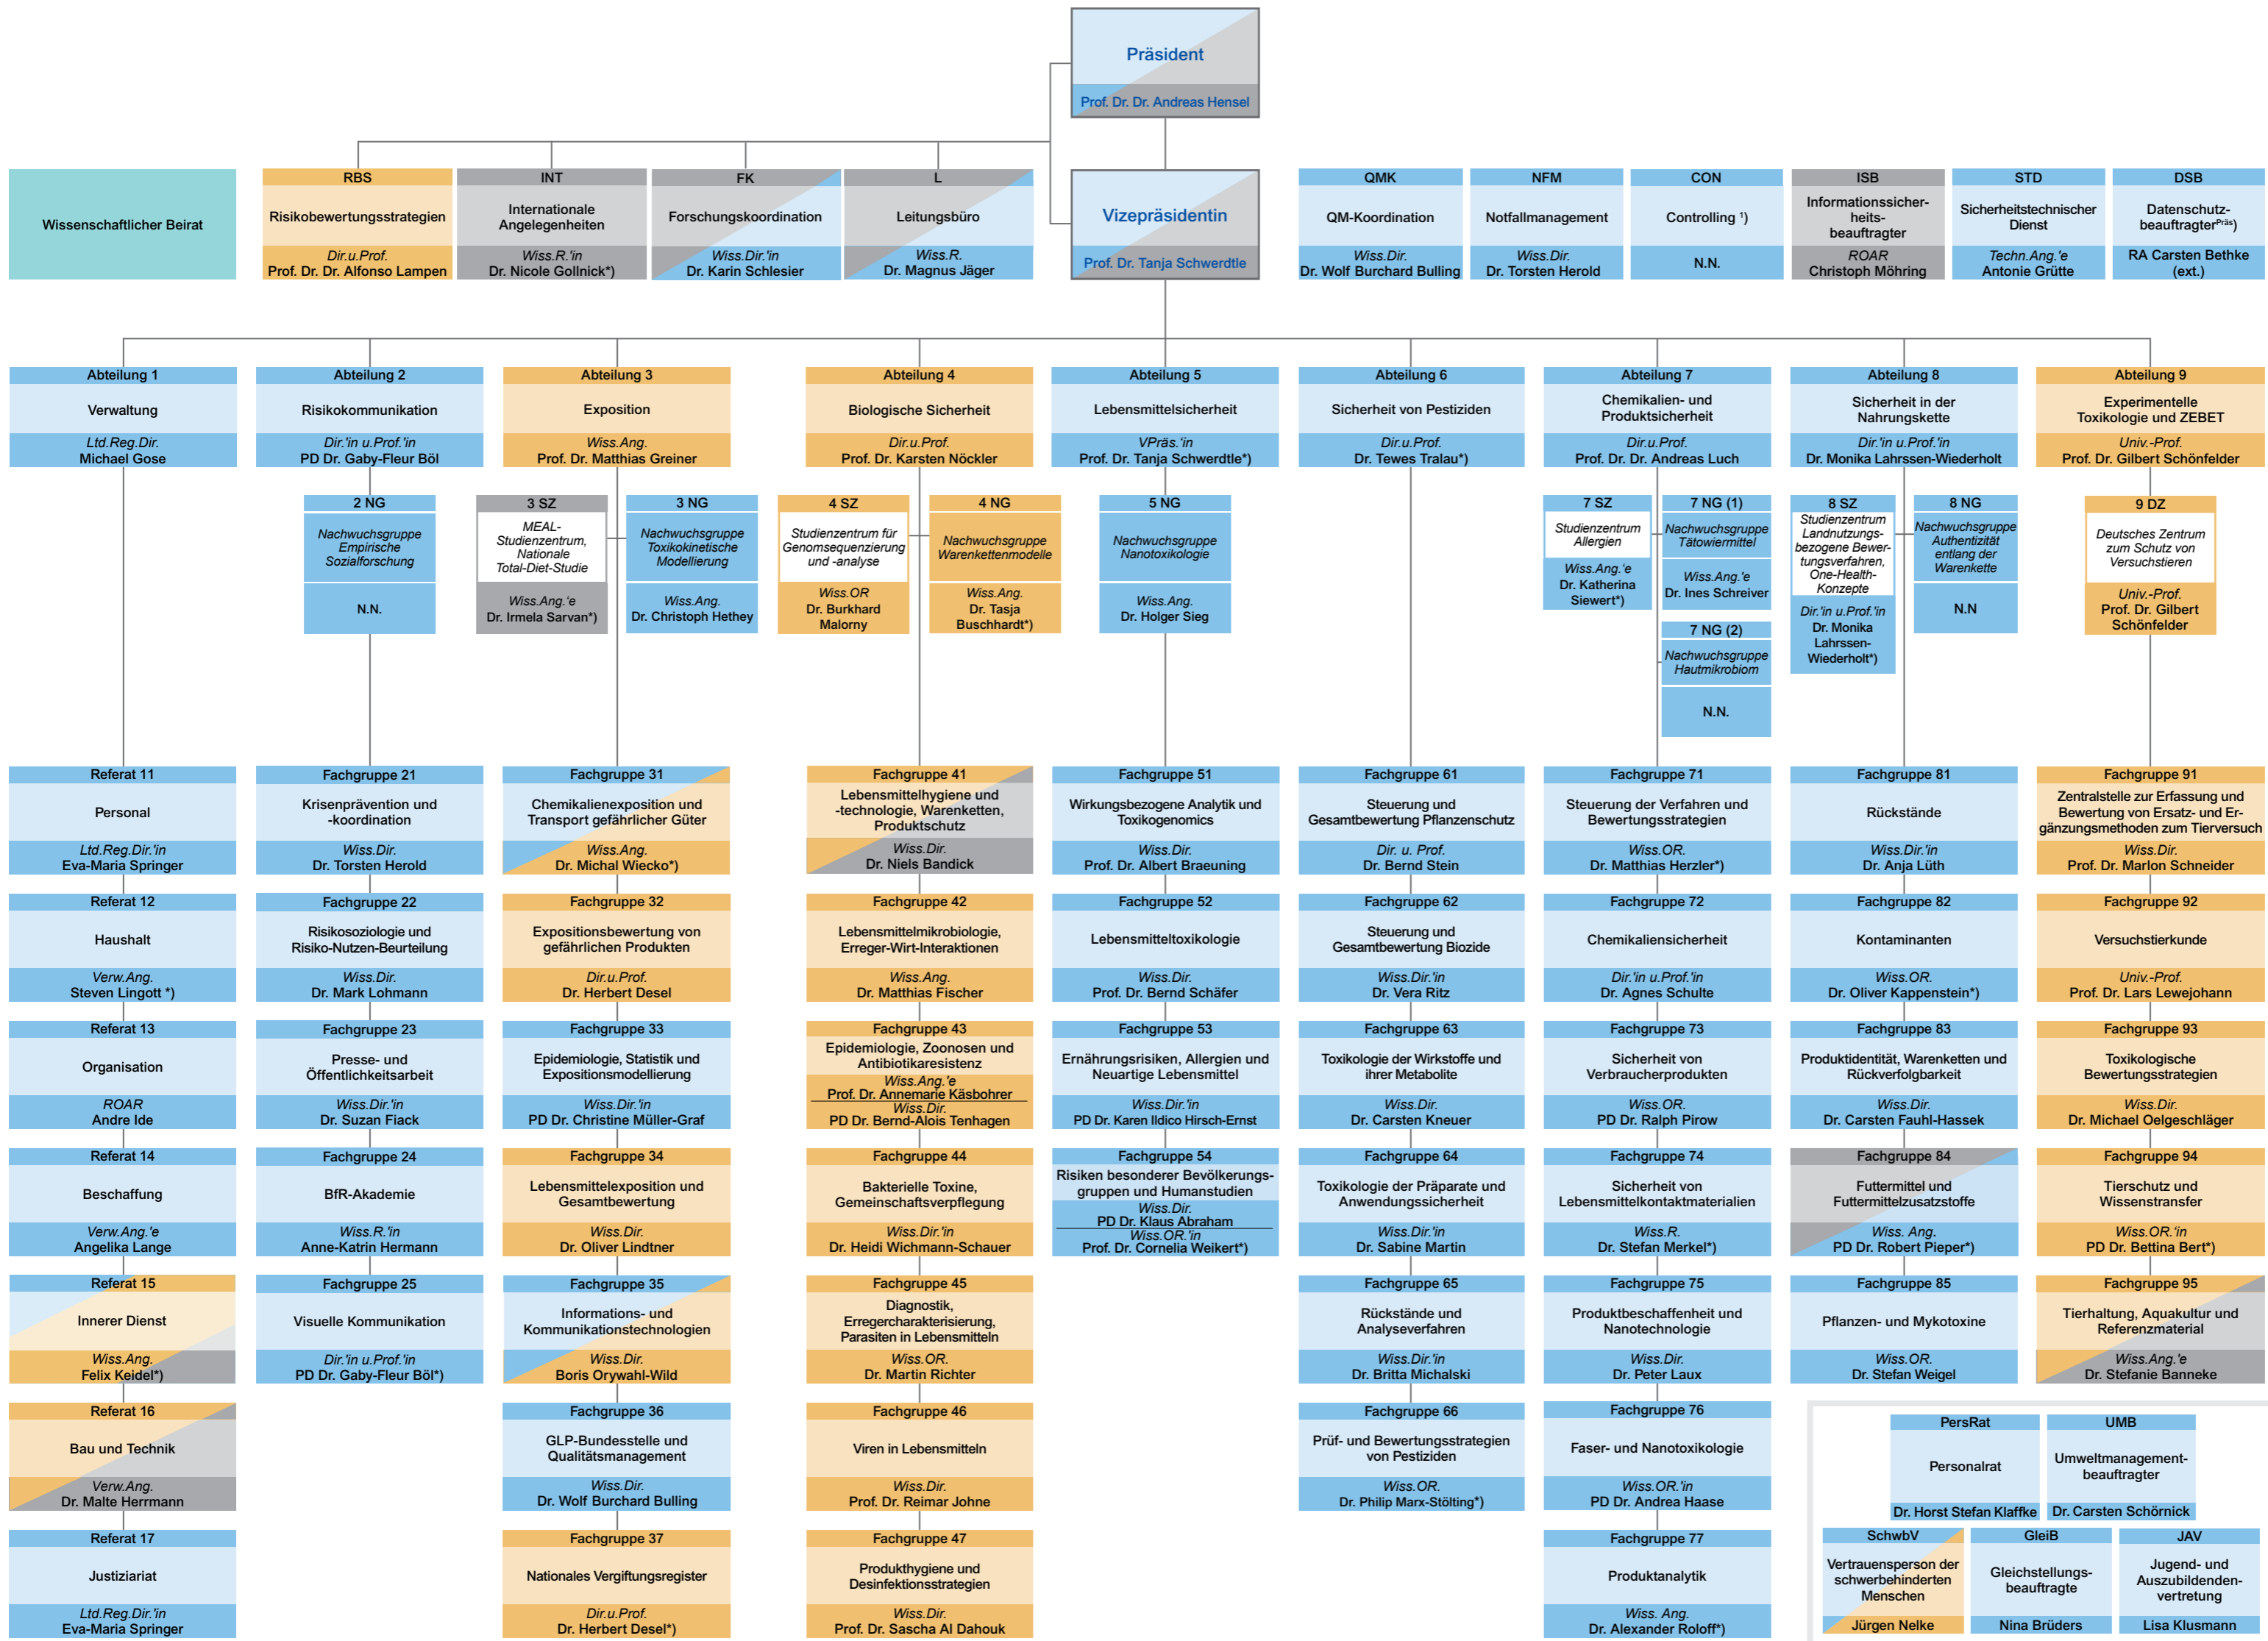 Präsident
Prof. Dr. Dr. Andreas Hensel
Wissenschaftlicher Beirat
RBS
Risikobewertungsstrategien
Dir.u.Prof.
Prof. Dr. Dr. Alfonso Lampen
INT
Internationale
Angelegenheiten
Wiss.R.'in
Dr. Nicole Gollnick*)
FK
Forschungskoordination
Wiss.Dir.'in
Dr. Karin Schlesier
L
Leitungsbüro
Wiss.R.
Dr. Magnus Jäger
Vizepräsidentin
Prof. Dr. Tanja Schwerdtle
QMK
QM-Koordination
Wiss.Dir.
Dr. Wolf Burchard Bulling
NFM
Notfallmanagement
Wiss.Dir.
Dr. Torsten Herold
CON
Controlling ¹)
N.N.
ISB
Informationssicher-
heits-
beauftragter
ROAR
Christoph Möhring
STD
Sicherheitstechnischer
Dienst
Techn.Ang.'e
Antonie Grütte
DSB
Datenschutz-
beauftragterPräs)
RA Carsten Bethke
(ext.)
Abteilung 1
Verwaltung
Ltd.Reg.Dir.
Michael Gose
Abteilung 2
Risikokommunikation
Dir.'in u.Prof.'in
PD Dr. Gaby-Fleur Böl
Abteilung 3
Exposition
Wiss.Ang.
Prof. Dr. Matthias Greiner
Abteilung 4
Biologische Sicherheit
Dir.u.Prof.
Prof. Dr. Karsten Nöckler
Abteilung 5
Lebensmittelsicherheit
VPräs.'in
Prof. Dr. Tanja Schwerdtle*)
Abteilung 6
Sicherheit von Pestiziden
Dir.u.Prof.
Dr. Tewes Tralau*)
Abteilung 7
Chemikalien- und
Produktsicherheit
Dir.u.Prof.
Prof. Dr. Dr. Andreas Luch
Abteilung 8
Sicherheit in der
Nahrungskette
Dir.'in u.Prof.'in
Dr. Monika Lahrssen-Wiederholt
Abteilung 9
Experimentelle
Toxikologie und ZEBET
Univ.-Prof.
Prof. Dr. Gilbert Schönfelder
2 NG
Nachwuchsgruppe
Empirische
Sozialforschung
N.N.
3 SZ
MEAL-
Studienzentrum,
Nationale
Total-Diet-Studie
Wiss.Ang.'e
Dr. Irmela Sarvan*)
3 NG
Nachwuchsgruppe
Toxikokinetische
Modellierung
Wiss.Ang.
Dr. Christoph Hethey
4 SZ
Studienzentrum für
Genomsequenzierung
und -analyse
Wiss.OR
Dr. Burkhard
Malorny
4 NG
Nachwuchsgruppe
Warenkettenmodelle
Wiss.Ang.
Dr. Tasja
Buschhardt*)
5 NG
Nachwuchsgruppe
Nanotoxikologie
Wiss.Ang.
Dr. Holger Sieg
7 SZ
Studienzentrum
Allergien
Wiss.Ang.'e
Dr. Katherina
Siewert*)
7 NG (1)
Nachwuchsgruppe
Tätowiermittel
Wiss.Ang.'e
Dr. Ines Schreiver
7 NG (2)
Nachwuchsgruppe
Hautmikrobiom
N.N.
8 SZ
Studienzentrum
Landnutzungs-
bezogene Bewer-
tungsverfahren,
One-Health-
Konzepte
Dir.'in u.Prof.'in
Dr. Monika
Lahrssen-
Wiederholt*)
8 NG
Nachwuchsgruppe
Authentizität
entlang der
Warenkette
N.N
9 DZ
Deutsches Zentrum
zum Schutz von
Versuchstieren
Univ.-Prof.
Prof. Dr. Gilbert
Schönfelder
Referat 11
Personal
Ltd.Reg.Dir.'in
Eva-Maria Springer
Fachgruppe 21
Krisenprävention und
-koordination
Wiss.Dir.
Dr. Torsten Herold
Fachgruppe 31
Chemikalienexposition und
Transport gefährlicher Güter
Wiss.Ang.
Dr. Michal Wiecko*)
Fachgruppe 41
Lebensmittelhygiene und
-technologie, Warenketten,
Produktschutz
Wiss.Dir.
Dr. Niels Bandick
Fachgruppe 51
Wirkungsbezogene Analytik und
Toxikogenomics
Wiss.Dir.
Prof. Dr. Albert Braeuning
Fachgruppe 61
Steuerung und
Gesamtbewertung Pflanzenschutz
Dir. u. Prof.
Dr. Bernd Stein
Fachgruppe 71
Steuerung der Verfahren und
Bewertungsstrategien
Wiss.OR.
Dr. Matthias Herzler*)
Fachgruppe 81
Rückstände
Wiss.Dir.'in
Dr. Anja Lüth
Fachgruppe 91
Zentralstelle zur Erfassung und
Bewertung von Ersatz- und Er-
gänzungsmethoden zum Tierversuch
Wiss.Dir.
Prof. Dr. Marlon Schneider
Referat 12
Haushalt
Verw.Ang.
Steven Lingott *)
Fachgruppe 22
Risikosoziologie und
Risiko-Nutzen-Beurteilung
Wiss.Dir.
Dr. Mark Lohmann
Fachgruppe 32
Expositionsbewertung von
gefährlichen Produkten
Dir.u.Prof.
Dr. Herbert Desel
Fachgruppe 42
Lebensmittelmikrobiologie,
Erreger-Wirt-Interaktionen
Wiss.Ang.
Dr. Matthias Fischer
Fachgruppe 52
Lebensmitteltoxikologie
Wiss.Dir.
Prof. Dr. Bernd Schäfer
Fachgruppe 62
Steuerung und
Gesamtbewertung Biozide
Wiss.Dir.'in
Dr. Vera Ritz
Fachgruppe 72
Chemikaliensicherheit
Dir.'in u.Prof.'in
Dr. Agnes Schulte
Fachgruppe 82
Kontaminanten
Wiss.OR.
Dr. Oliver Kappenstein*)
Fachgruppe 92
Versuchstierkunde
Univ.-Prof.
Prof. Dr. Lars Lewejohann
Referat 13
Organisation
ROAR
Andre Ide
Fachgruppe 23
Presse- und
Öffentlichkeitsarbeit
Wiss.Dir.'in
Dr. Suzan Fiack
Fachgruppe 33
Epidemiologie, Statistik und
Expositionsmodellierung
Wiss.Dir.'in
PD Dr. Christine Müller-Graf
Fachgruppe 43
Epidemiologie, Zoonosen und
Antibiotikaresistenz
Wiss.Ang.'e
Prof. Dr. Annemarie Käsbohrer
Wiss.Dir.
PD Dr. Bernd-Alois Tenhagen
Fachgruppe 53
Ernährungsrisiken, Allergien und
Neuartige Lebensmittel
Wiss.Dir.'in
PD Dr. Karen Ildico Hirsch-Ernst
Fachgruppe 63
Toxikologie der Wirkstoffe und
ihrer Metabolite
Wiss.Dir.
Dr. Carsten Kneuer
Fachgruppe 73
Sicherheit von
Verbraucherprodukten
Wiss.OR.
PD Dr. Ralph Pirow
Fachgruppe 83
Produktidentität, Warenketten und
Rückverfolgbarkeit
Wiss.Dir.
Dr. Carsten Fauhl-Hassek
Fachgruppe 93
Toxikologische
Bewertungsstrategien
Wiss.Dir.
Dr. Michael Oelgeschläger
Referat 14
Beschaffung
Verw.Ang.'e
Angelika Lange
Fachgruppe 24
BfR-Akademie
Wiss.R.'in
Anne-Katrin Hermann
Fachgruppe 34
Lebensmittelexposition und
Gesamtbewertung
Wiss.Dir.
Dr. Oliver Lindtner
Fachgruppe 44
Bakterielle Toxine,
Gemeinschaftsverpflegung
Wiss.Dir.'in
Dr. Heidi Wichmann-Schauer
Fachgruppe 54
Risiken besonderer Bevölkerungs-
gruppen und Humanstudien
Wiss.Dir.
PD Dr. Klaus Abraham
Wiss.OR.'in
Prof. Dr. Cornelia Weikert*)
Fachgruppe 64
Toxikologie der Präparate und
Anwendungssicherheit
Wiss.Dir.'in
Dr. Sabine Martin
Fachgruppe 74
Sicherheit von
Lebensmittelkontaktmaterialien
Wiss.R.
Dr. Stefan Merkel*)
Fachgruppe 84
Futtermittel und
Futtermittelzusatzstoffe
Wiss. Ang.
PD Dr. Robert Pieper*)
Fachgruppe 94
Tierschutz und
Wissenstransfer
Wiss.OR.'in
PD Dr. Bettina Bert*)
Referat 15
Innerer Dienst
Wiss.Ang.
Felix Keidel*)
Fachgruppe 25
Visuelle Kommunikation
Dir.'in u.Prof.'in
PD Dr. Gaby-Fleur Böl*)
Fachgruppe 35
Informations- und
Kommunikationstechnologien
Wiss.Dir.
Boris Orywahl-Wild
Fachgruppe 45
Diagnostik,
Erregercharakterisierung,
Parasiten in Lebensmitteln
Wiss.OR.
Dr. Martin Richter
Fachgruppe 65
Rückstände und
Analyseverfahren
Wiss.Dir.'in
Dr. Britta Michalski
Fachgruppe 75
Produktbeschaffenheit und
Nanotechnologie
Wiss.Dir.
Dr. Peter Laux
Fachgruppe 85
Pflanzen- und Mykotoxine
Wiss.OR.
Dr. Stefan Weigel
Fachgruppe 95
Tierhaltung, Aquakultur und
Referenzmaterial
Wiss.Ang.'e
Dr. Stefanie Banneke
Referat 16
Bau und Technik
Verw.Ang.
Dr. Malte Herrmann
Fachgruppe 36
GLP-Bundesstelle und
Qualitätsmanagement
Wiss.Dir.
Dr. Wolf Burchard Bulling
Fachgruppe 46
Viren in Lebensmitteln
Wiss.Dir.
Prof. Dr. Reimar Johne
Fachgruppe 66
Prüf- und Bewertungsstrategien
von Pestiziden
Wiss.OR.
Dr. Philip Marx-Stölting*)
Fachgruppe 76
Faser- und Nanotoxikologie
Wiss.OR.'in
PD Dr. Andrea Haase
PersRat
Personalrat
Dr. Horst Stefan Klaffke
UMB
Umweltmanagement-
beauftragter
Dr. Carsten Schörnick
Referat 17
Justiziariat
Ltd.Reg.Dir.'in
Eva-Maria Springer
Fachgruppe 37
Nationales Vergiftungsregister
Dir.u.Prof.
Dr. Herbert Desel*)
Fachgruppe 47
Produkthygiene und
Desinfektionsstrategien
Wiss.Dir.
Prof. Dr. Sascha Al Dahouk
Fachgruppe 77
Produktanalytik
Wiss. Ang.
Dr. Alexander Roloff*)
SchwbV
Vertrauensperson der
schwerbehinderten
Menschen
Jürgen Nelke
GleiB
Gleichstellungs-
beauftragte
Nina Brüders
JAV
Jugend- und
Auszubildenden-
vertretung
Lisa Klusmann